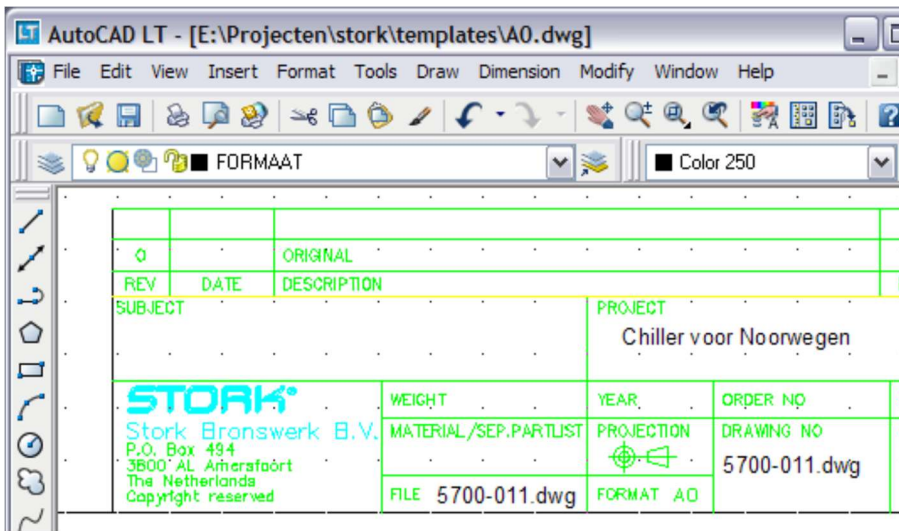 LT AutoCAD LT - [E:\Projecten\stork\templates\A0.dwg]
File Edit View Insert Format Tools Draw Dimension Modify Window Help
FORMAAT Color 250
0 ORIGINAL
REV DATE DESCRIPTION
SUBJECT PROJECT
Chiller voor Noorwegen
STORK
Stork Bronswerk B.V.
P.O. Box 494
3800 AL Amersfoort
The Netherlands
Copyright reserved
WEIGHT YEAR ORDER NO
MATERIAL/SEP.PARTLIST PROJECTION DRAWING NO
5700-011.dwg
FILE 5700-011.dwg FORMAT A0